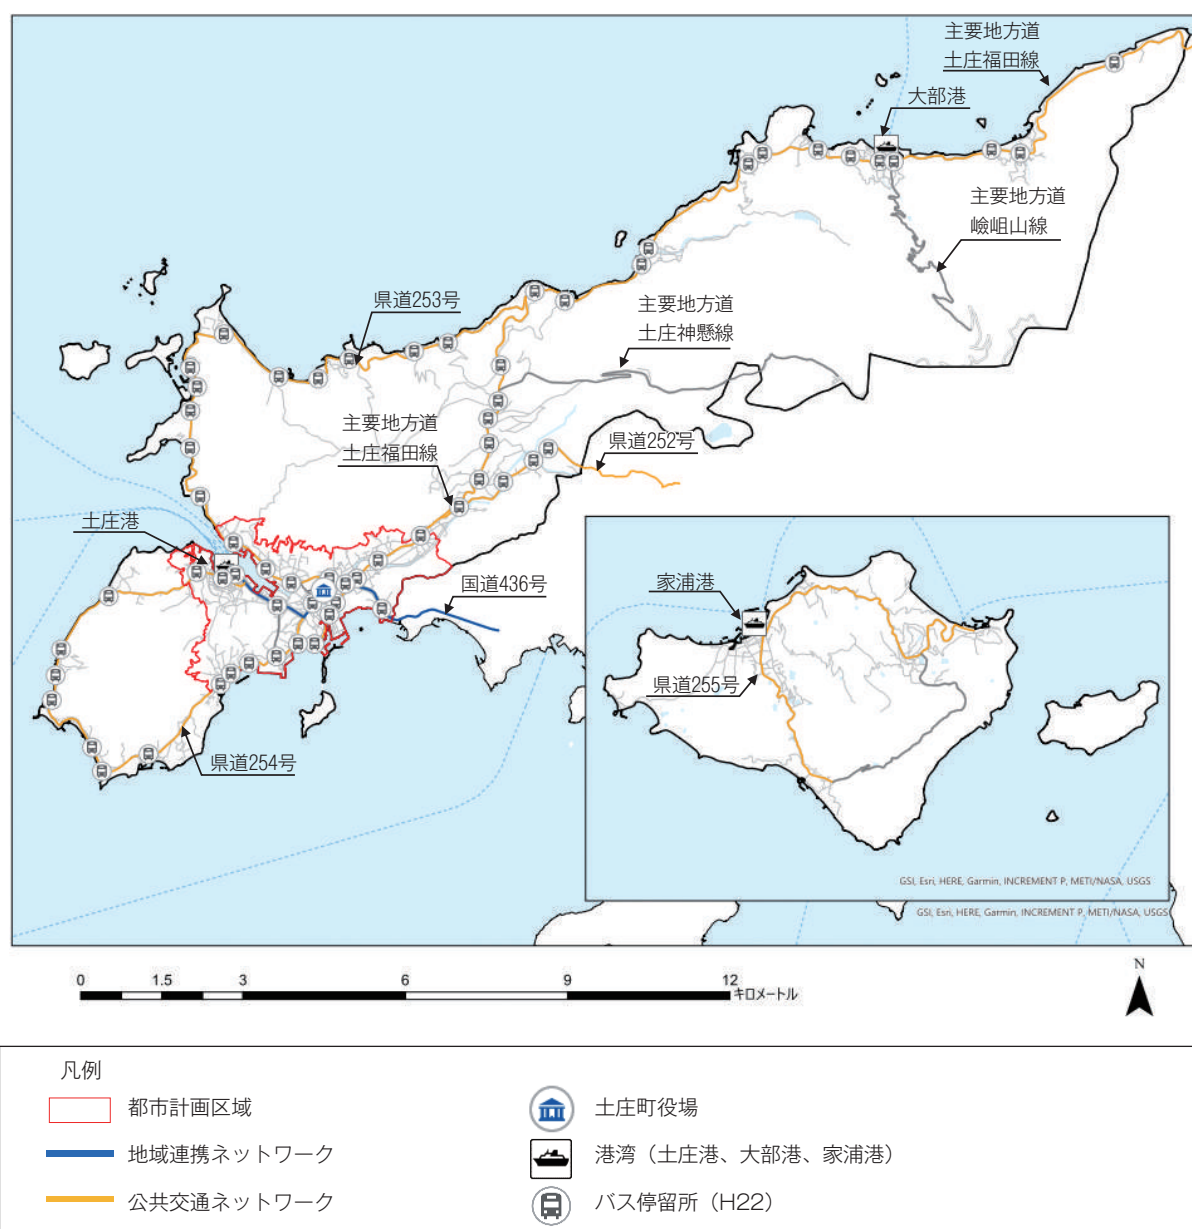 主要地方道
土庄福田線
大部港
主要地方道
嶮岨山線
県道253号
主要地方道
土庄神懸線
主要地方道
土庄福田線
県道252号
土庄港
国道436号
家浦港
県道255号
県道254号
GSI, Esri, HERE, Garmin, INCREMENT P, METI/NASA, USGS
GSI, Esri, HERE, Garmin, INCREMENT P, METI/NASA, USGS
0 1.5 3 6 9 12
キロメートル
N
凡例
都市計画区域
土庄町役場
地域連携ネットワーク
港湾（土庄港、大部港、家浦港）
公共交通ネットワーク
バス停留所（H22）